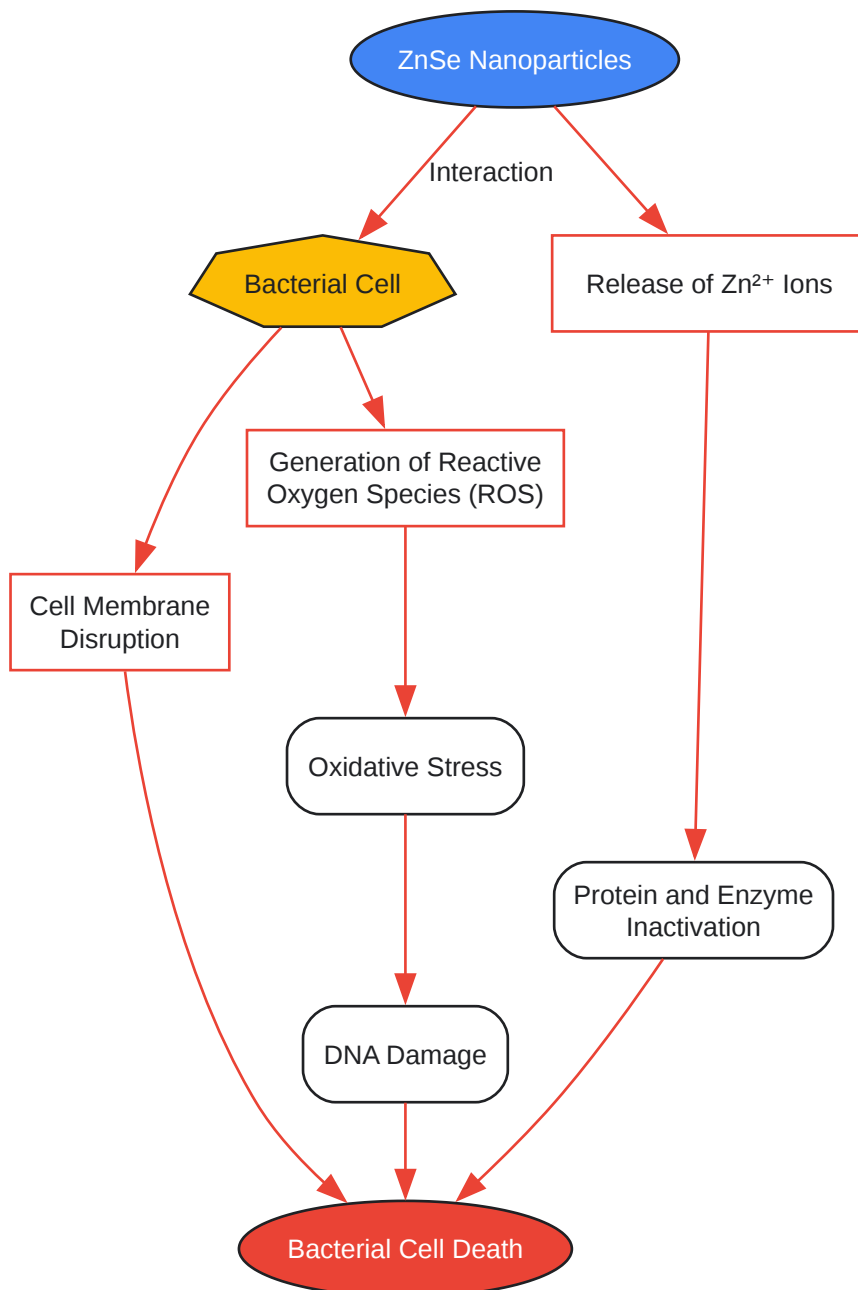 ZnSe Nanoparticles
Interaction
Bacterial Cell
Release of Zn²⁺ Ions
Generation of Reactive
Oxygen Species (ROS)
Cell Membrane
Disruption
Oxidative Stress
Protein and Enzyme
Inactivation
DNA Damage
Bacterial Cell Death